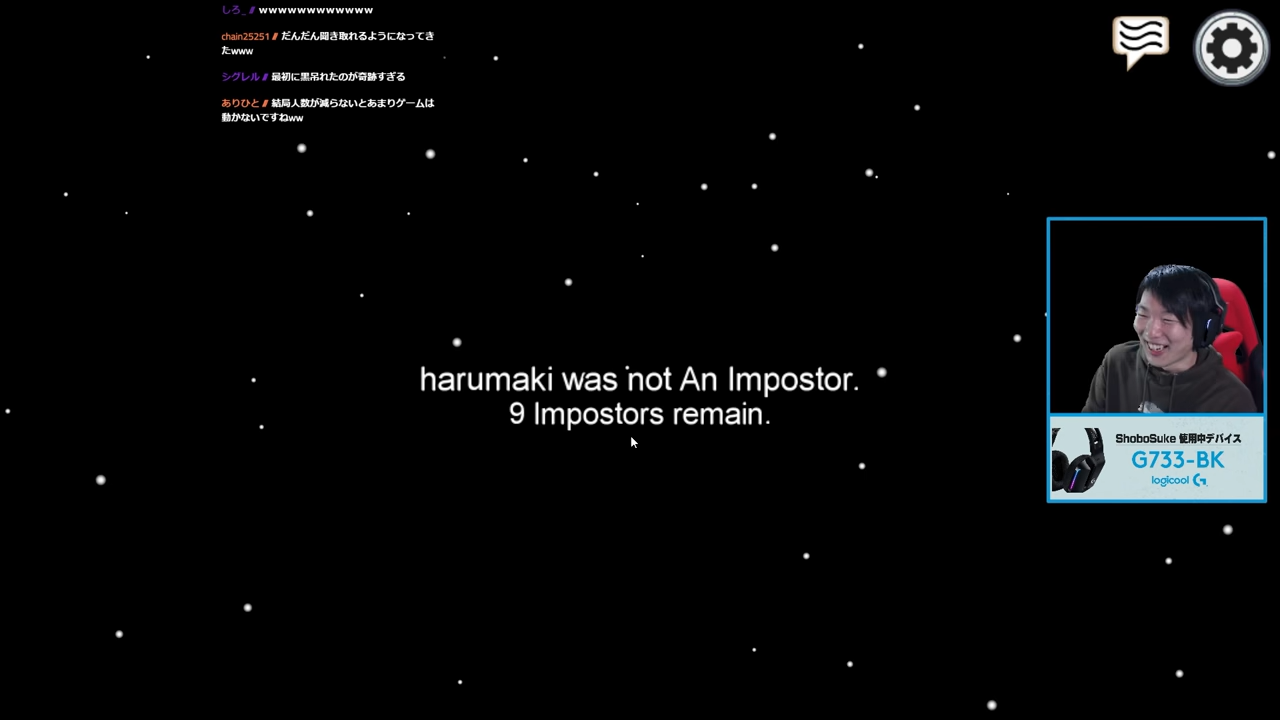 しろ_ // wwwwwwwwwwww
chain25251 // だんだん聞き取れるようになってき
たwww
シグレル // 最初に黒吊れたのが奇跡すぎる
ありひと // 結局人数が減らないとあまりゲームは
動かないですねww
harumaki was not An Impostor.
9 Impostors remain.
ShoboSuke 使用中デバイス
G733-BK
logicool G